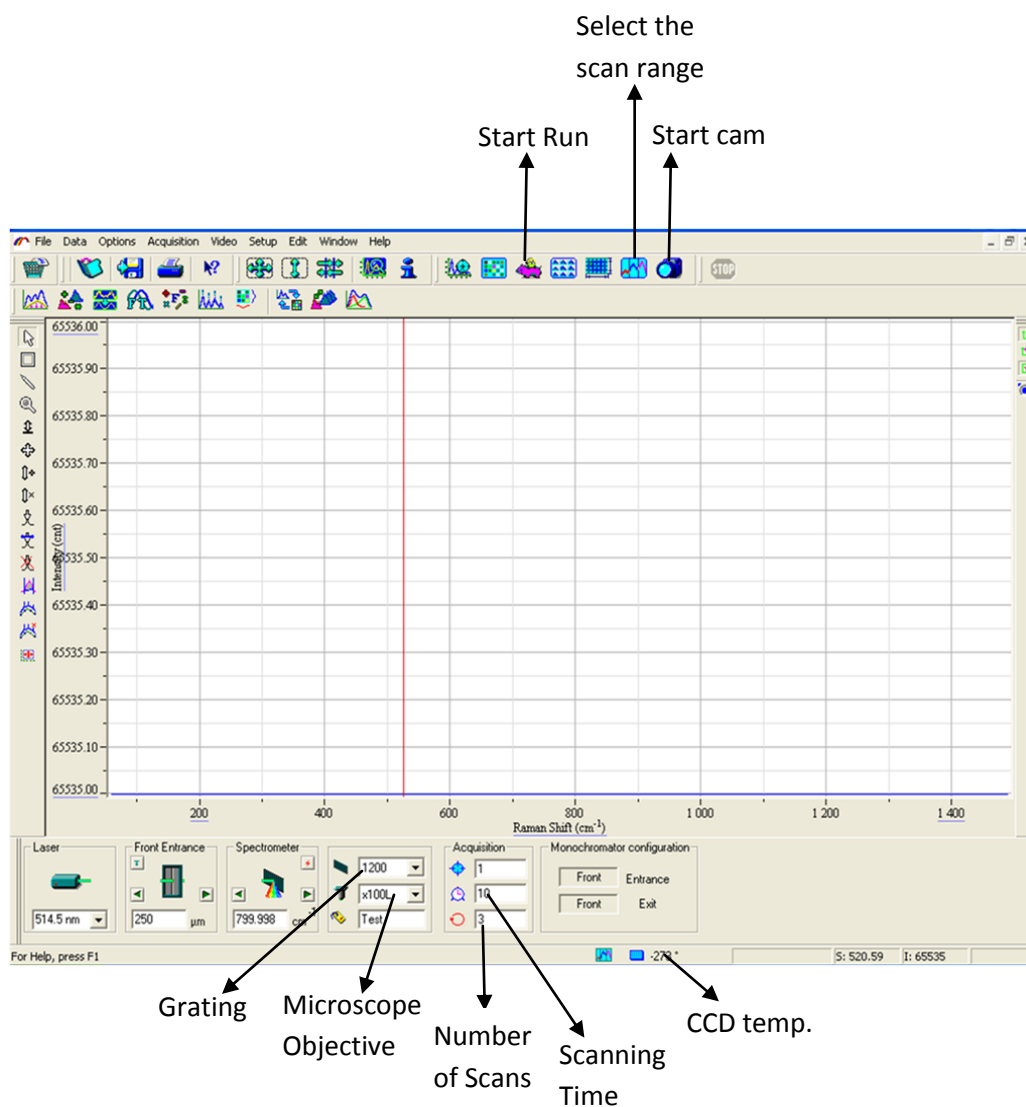 Select the
scan range
Start Run
Start cam
File Data Options Acquisition Video Setup Edit Window Help
STOP
65536.00
65535.90
65535.80
65535.70
65535.60
65535.50
65535.40
65535.30
65535.20
65535.10
65535.00
Intensity (cnt)
200 400 600 800 1 000 1 200 1 400
Raman Shift (cm-1)
Laser
514.5 nm
Front Entrance
250 µm
Spectrometer
799.998 cm-1
1200
x100L
Test
Acquisition
1
10
3
Monochromator configuration
Front Entrance
Front Exit
For Help, press F1
S: 520.59 I: 65535
Grating
Microscope
Objective
Number
of Scans
Scanning
Time
CCD temp.